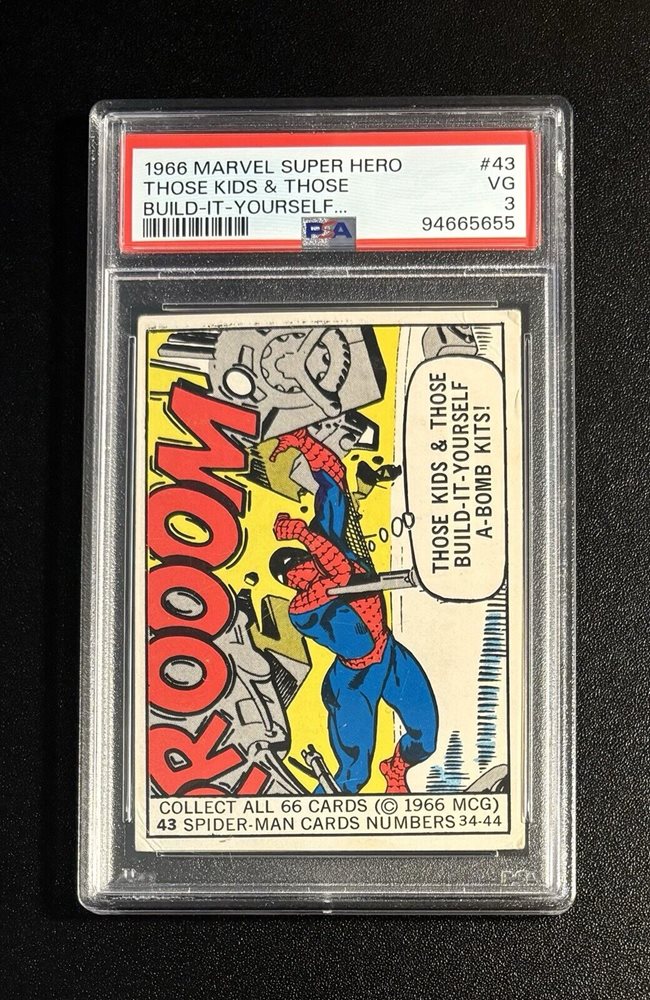 1966 MARVEL SUPER HERO #43
THOSE KIDS & THOSE VG
BUILD-IT-YOURSELF... 3
PSA 94665655
ROOOM
THOSE KIDS & THOSE
BUILD-IT-YOURSELF
A-BOMB KITS!
COLLECT ALL 66 CARDS (© 1966 MCG)
43 SPIDER-MAN CARDS NUMBERS 34-44